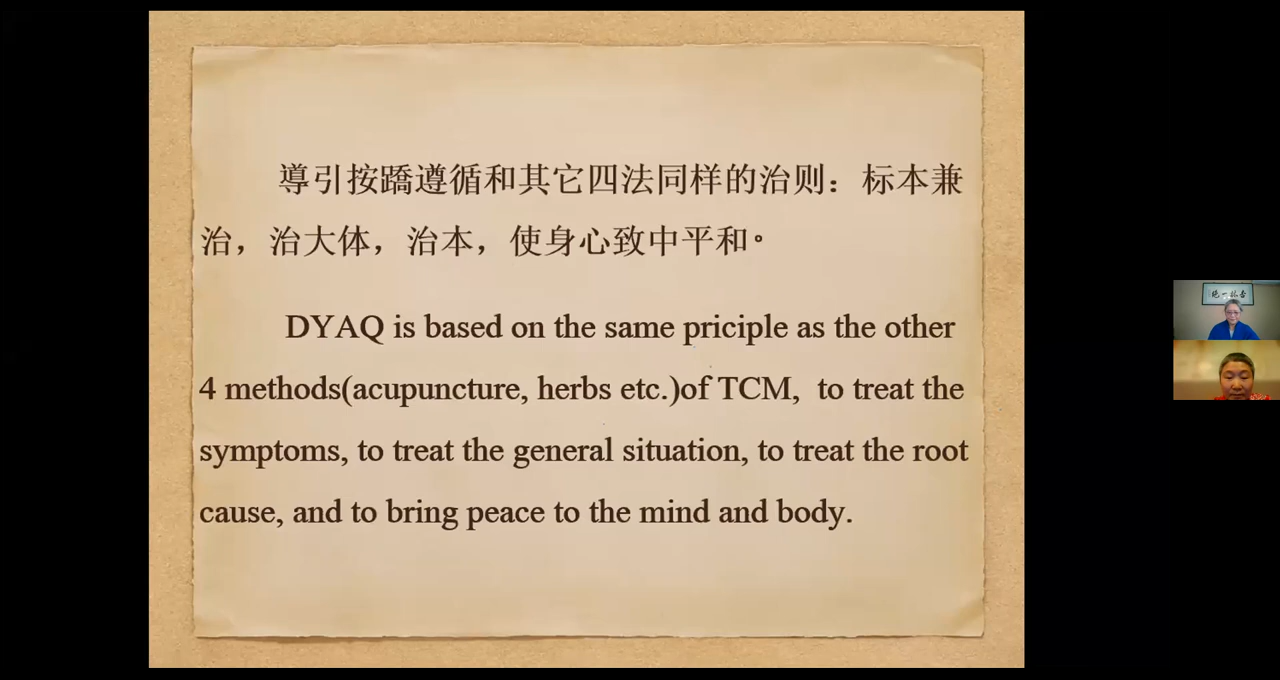 導引按蹻遵循和其它四法同样的治则：标本兼
治，治大体，治本，使身心致中平和。
DYAQ is based on the same priciple as the other
4 methods(acupuncture, herbs etc.)of TCM, to treat the
symptoms, to treat the general situation, to treat the root
cause, and to bring peace to the mind and body.